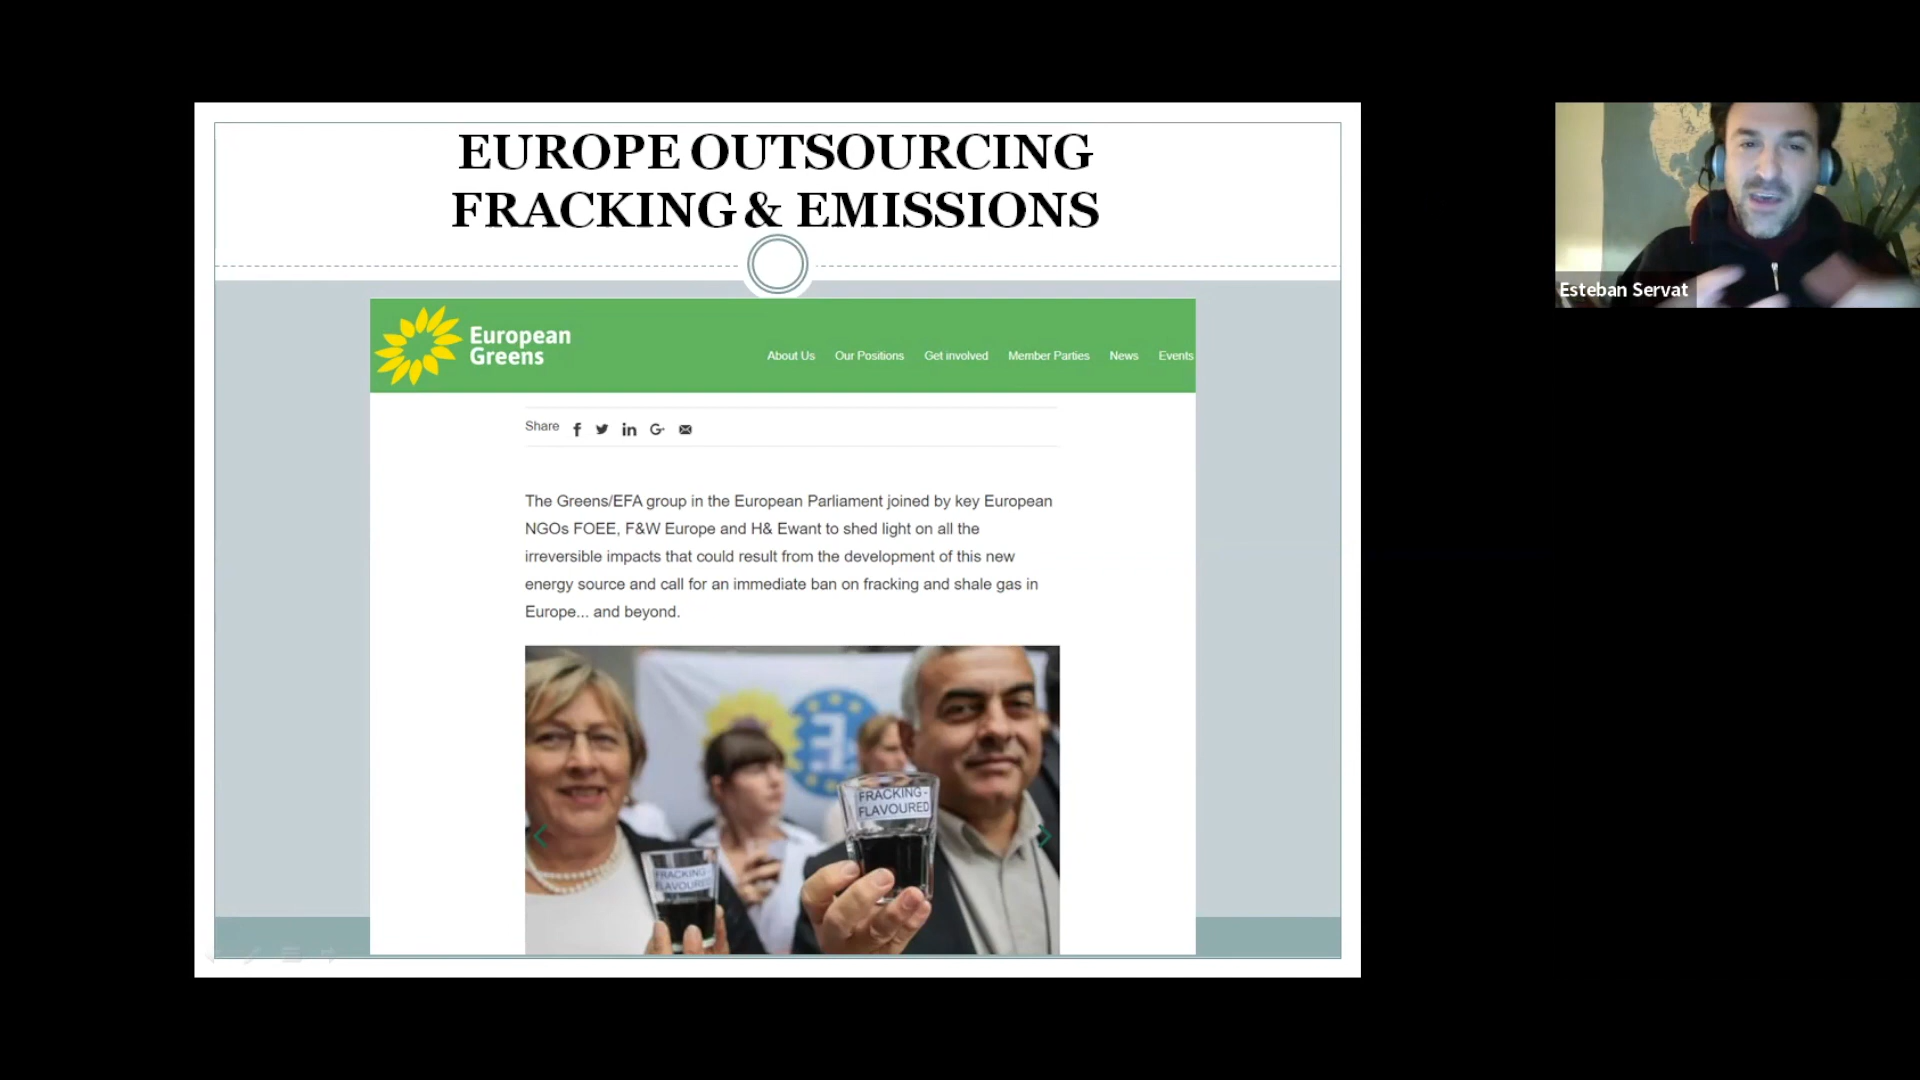 EUROPE OUTSOURCING
FRACKING & EMISSIONS
European
Greens
About Us Our Positions Get involved Member Parties News Events
Share
The Greens/EFA group in the European Parliament joined by key European
NGOs FOEE, F&W Europe and H& Ewant to shed light on all the
irreversible impacts that could result from the development of this new
energy source and call for an immediate ban on fracking and shale gas in
Europe... and beyond.
FRACKING-
FLAVOURED
FRACKING-
FLAVOURED
Esteban Servat